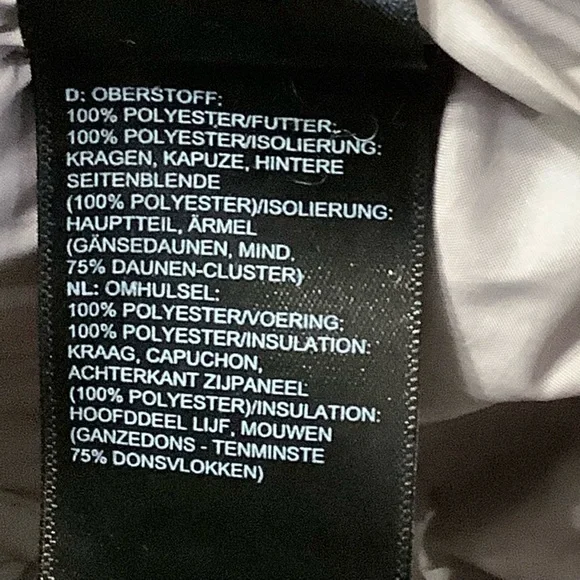 D: OBERSTOFF:
100% POLYESTER/FUTTER:
100% POLYESTER/ISOLIERUNG:
KRAGEN, KAPUZE, HINTERE
SEITENBLENDE
(100% POLYESTER)/ISOLIERUNG:
HAUPTTEIL, ÄRMEL
(GÄNSEDAUNEN, MIND.
75% DAUNEN-CLUSTER)
NL: OMHULSEL:
100% POLYESTER/VOERING:
100% POLYESTER/INSULATION:
KRAAG, CAPUCHON,
ACHTERKANT ZIJPANEEL
(100% POLYESTER)/INSULATION:
HOOFDDEEL LIJF, MOUWEN
(GANZEDONS - TENMINSTE
75% DONSVLOKKEN)